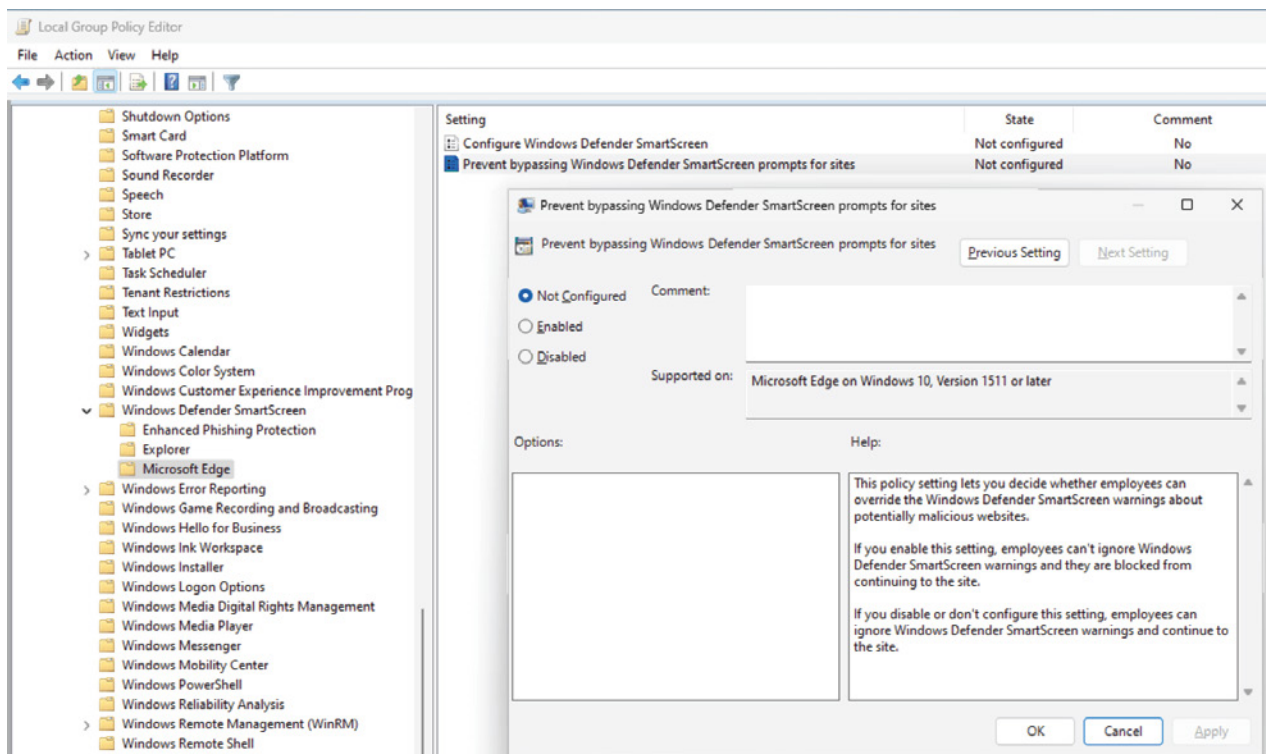 Local Group Policy Editor
File Action View Help
Shutdown Options
Smart Card
Software Protection Platform
Sound Recorder
Speech
Store
Sync your settings
Tablet PC
Task Scheduler
Tenant Restrictions
Text Input
Widgets
Windows Calendar
Windows Color System
Windows Customer Experience Improvement Prog
Windows Defender SmartScreen
Enhanced Phishing Protection
Explorer
Microsoft Edge
Windows Error Reporting
Windows Game Recording and Broadcasting
Windows Hello for Business
Windows Ink Workspace
Windows Installer
Windows Logon Options
Windows Media Digital Rights Management
Windows Media Player
Windows Messenger
Windows Mobility Center
Windows PowerShell
Windows Reliability Analysis
Windows Remote Management (WinRM)
Windows Remote Shell
Setting State Comment
Configure Windows Defender SmartScreen Not configured No
Prevent bypassing Windows Defender SmartScreen prompts for sites Not configured No
Prevent bypassing Windows Defender SmartScreen prompts for sites
Prevent bypassing Windows Defender SmartScreen prompts for sites
Previous Setting Next Setting
Not Configured Comment:
Enabled
Disabled
Supported on: Microsoft Edge on Windows 10, Version 1511 or later
Options: Help:
This policy setting lets you decide whether employees can
override the Windows Defender SmartScreen warnings about
potentially malicious websites.
If you enable this setting, employees can't ignore Windows
Defender SmartScreen warnings and they are blocked from
continuing to the site.
If you disable or don't configure this setting, employees can
ignore Windows Defender SmartScreen warnings and continue to
the site.
OK Cancel Apply